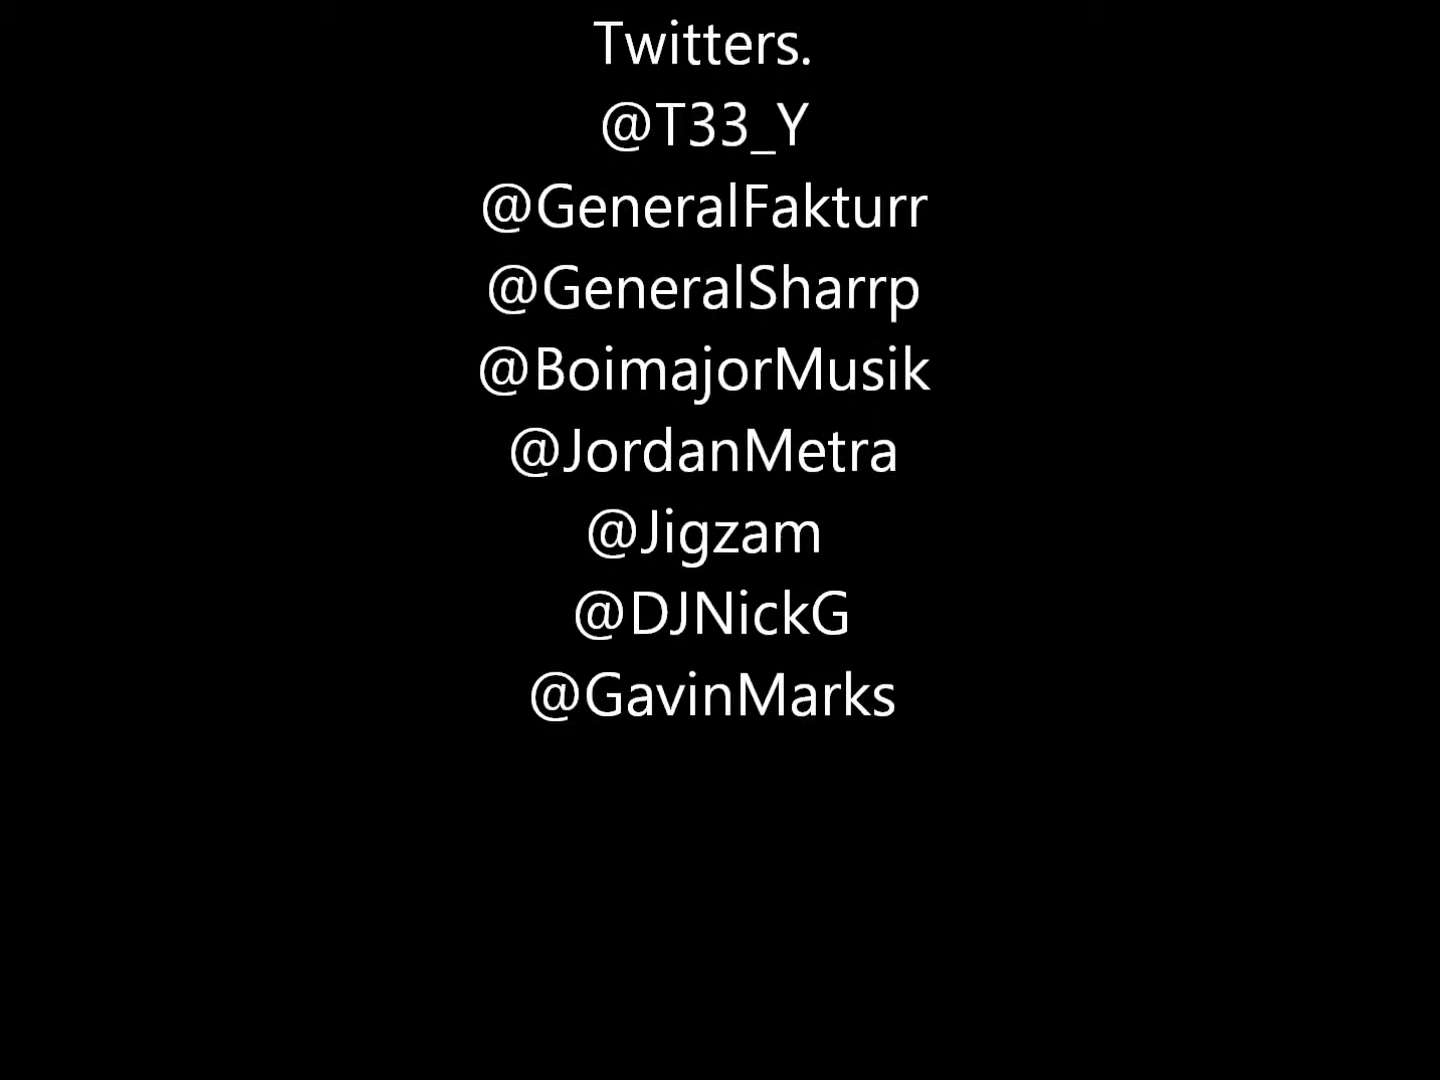 Twitters.
@T33_Y
@GeneralFakturr
@GeneralSharrp
@BoimajorMusik
@JordanMetra
@Jigzam
@DJNickG
@GavinMarks